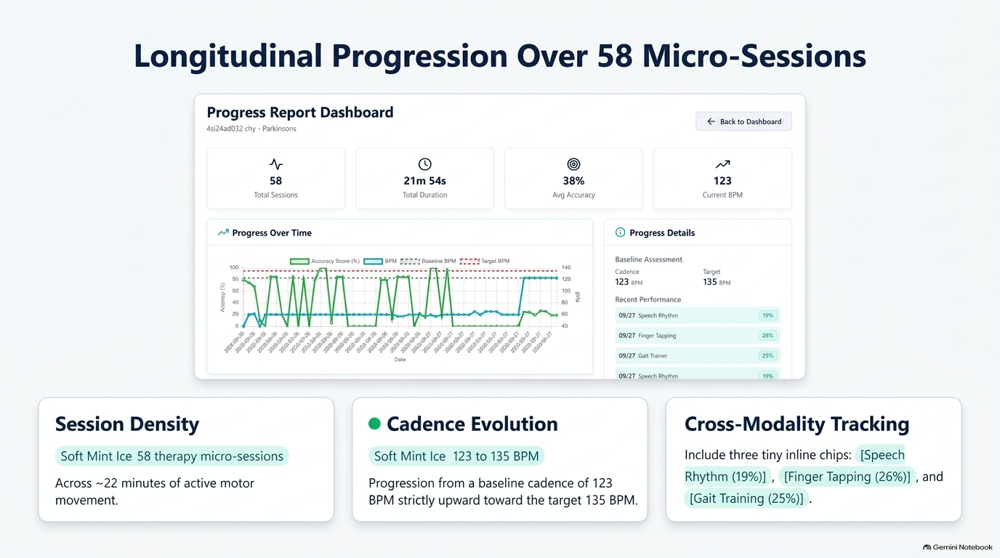 Longitudinal Progression Over 58 Micro-Sessions
Progress Report Dashboard
4si24ad032 chy - Parkinsons
Back to Dashboard
58
Total Sessions
21m 54s
Total Duration
38%
Avg Accuracy
123
Current BPM
Progress Over Time
Accuracy Score (%)
BPM
Baseline BPM
Target BPM
100
80
60
40
20
0
140
120
100
80
60
40
Date
Progress Details
Baseline Assessment
Cadence
Target
123 BPM
135 BPM
Recent Performance
09/27 Speech Rhythm 19%
09/27 Finger Tapping 26%
09/27 Gait Trainer 25%
09/27 Speech Rhythm 19%
Session Density
Soft Mint Ice 58 therapy micro-sessions
Across ~22 minutes of active motor
movement.
Cadence Evolution
Soft Mint Ice 123 to 135 BPM
Progression from a baseline cadence of 123
BPM strictly upward toward the target 135 BPM.
Cross-Modality Tracking
Include three tiny inline chips: [Speech
Rhythm (19%)] , [Finger Tapping (26%)] , and
[Gait Training (25%)] .
Gemini Notebook